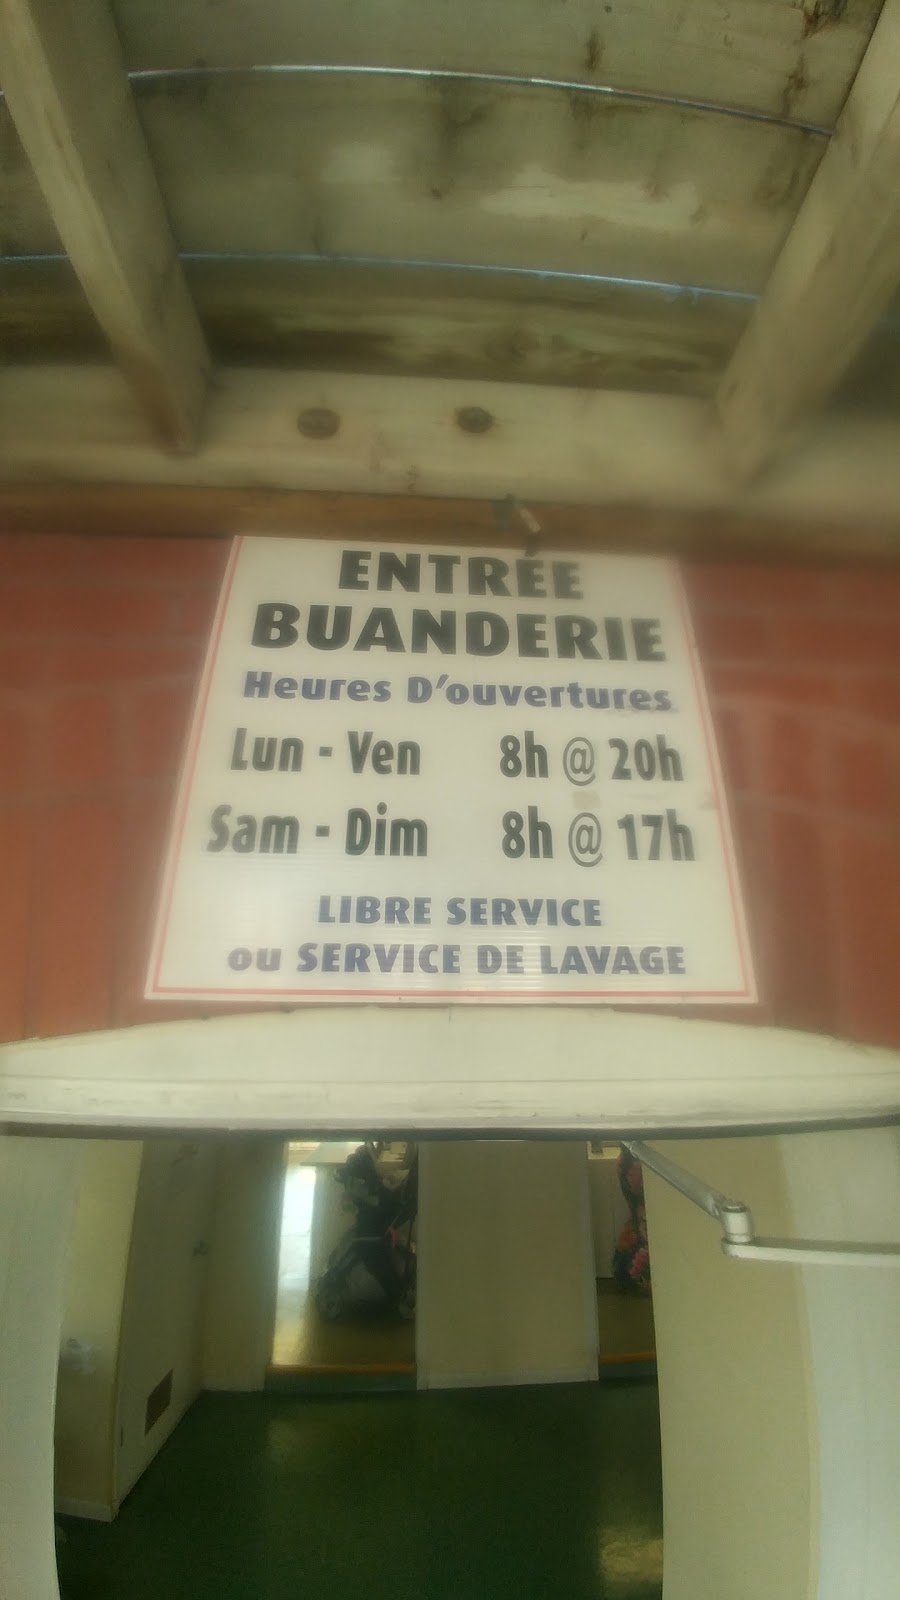 ENTRÉE
BUANDERIE
Heures D'ouvertures
Lun - Ven 8h @ 20h
Sam - Dim 8h @ 17h
LIBRE SERVICE
ou SERVICE DE LAVAGE